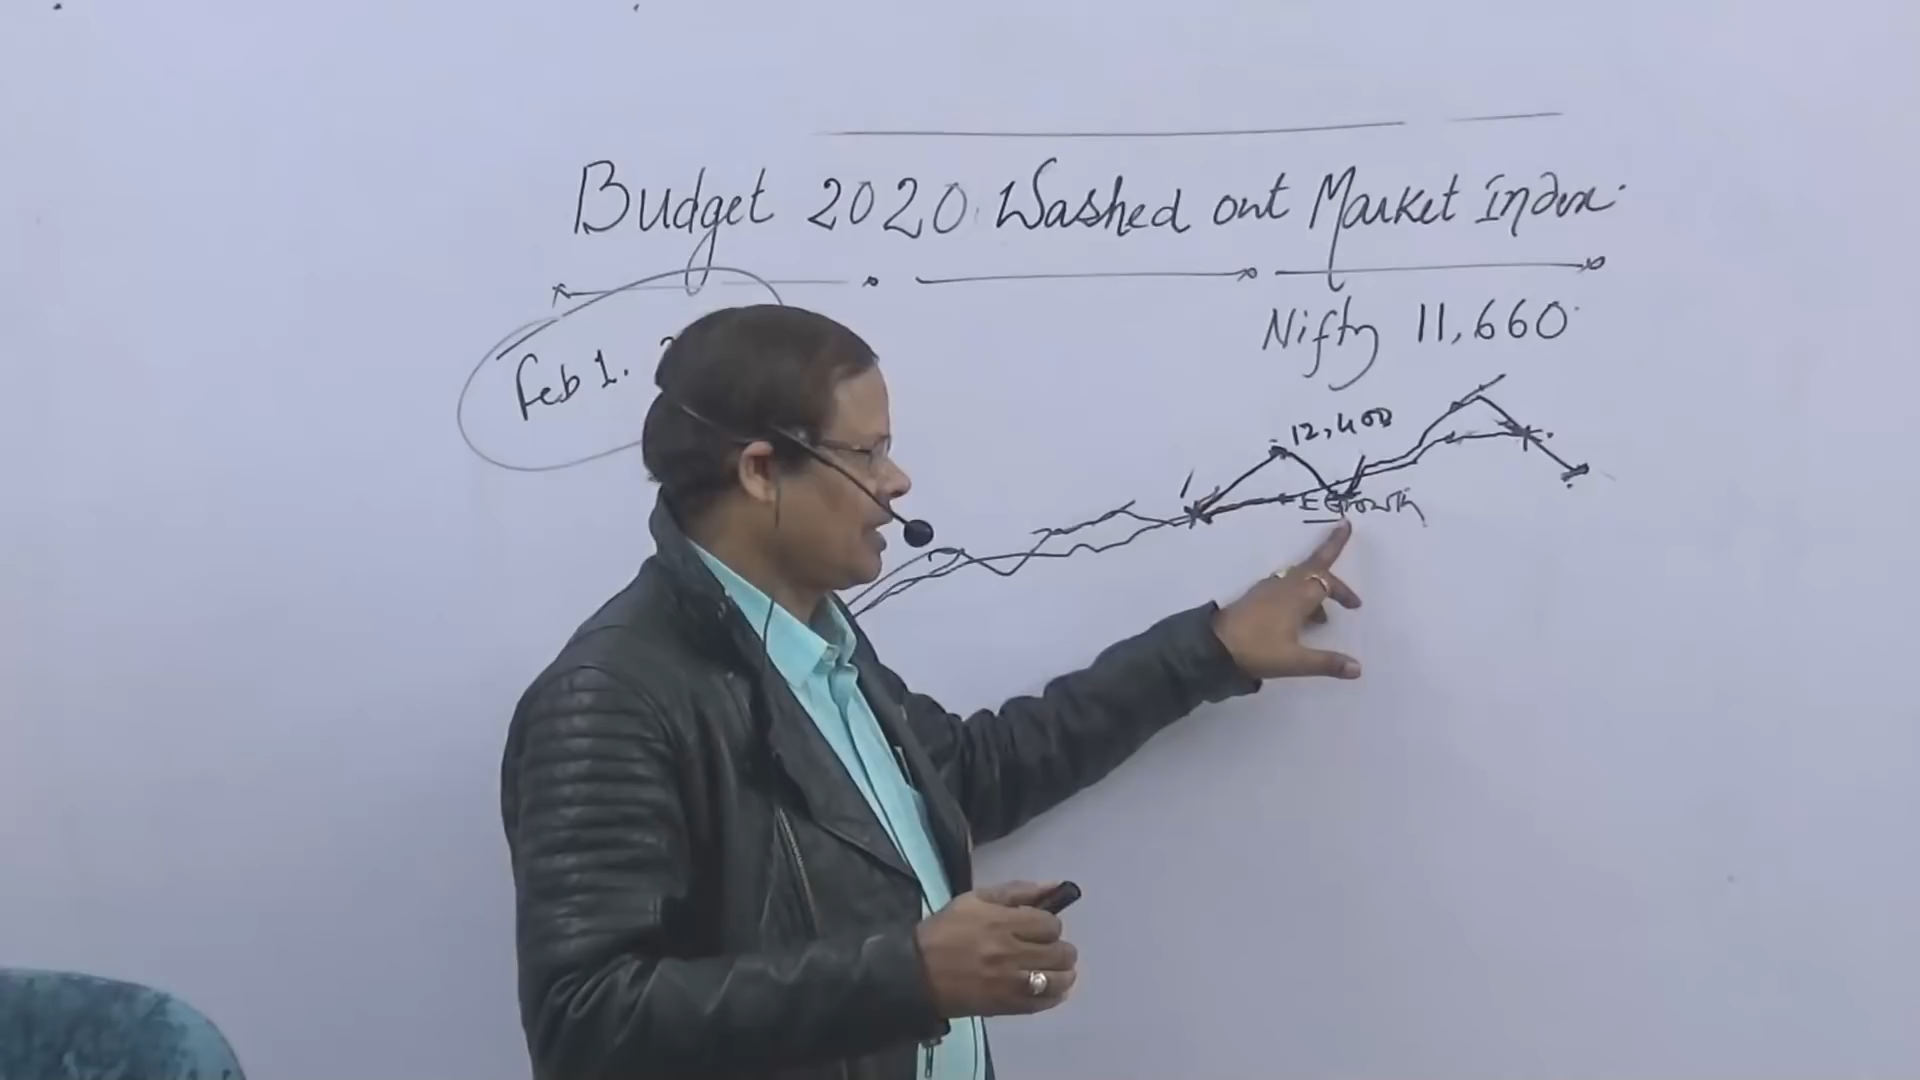 Budget 2020 Washed out Market Index.
Nifty 11,660
Feb 1.
12,400
E Growth